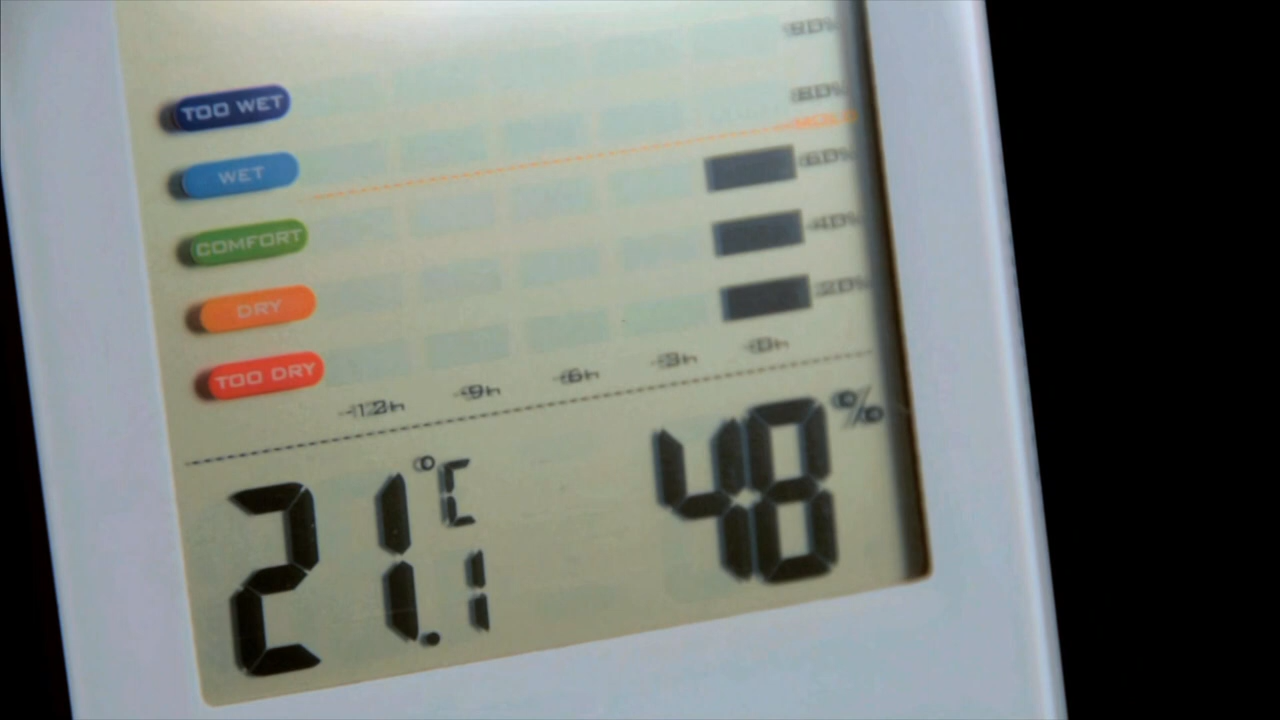 TOO WET
80%
WET
MOLD
60%
COMFORT
40%
DRY
20%
TOO DRY
-12h -9h -6h -3h -0h
21.1 °C 48 %